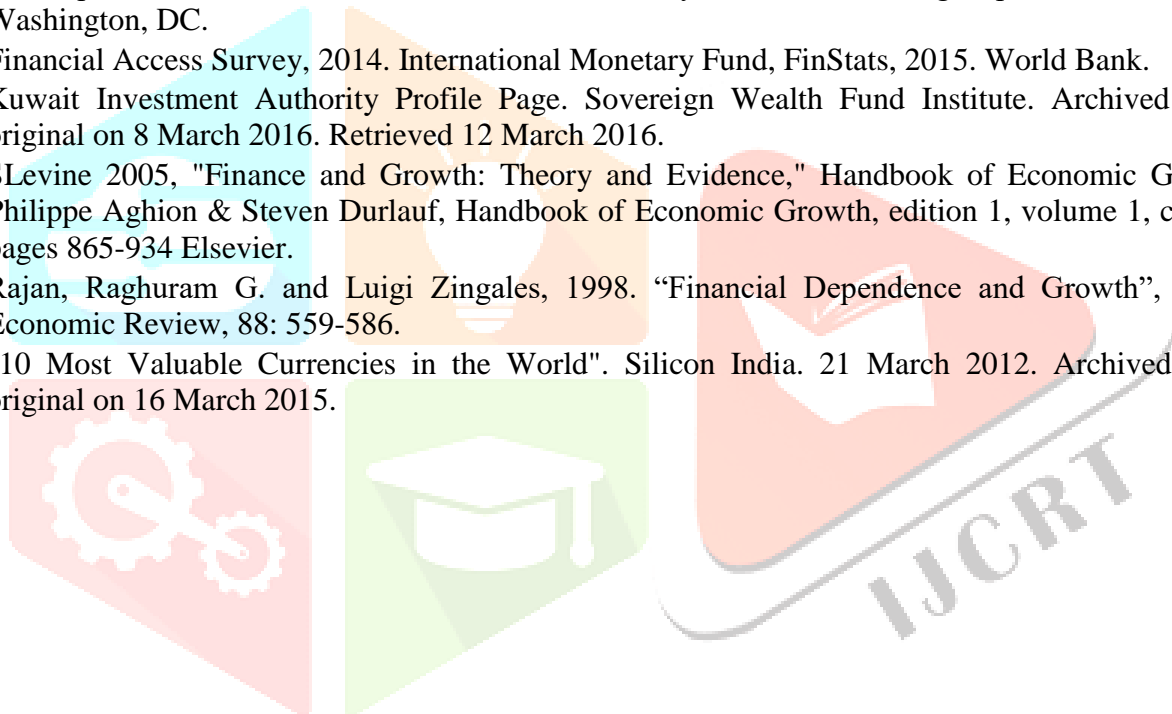 Washington, DC.
Financial Access Survey, 2014. International Monetary Fund, FinStats, 2015. World Bank.
Kuwait Investment Authority Profile Page. Sovereign Wealth Fund Institute. Archived
original on 8 March 2016. Retrieved 12 March 2016.
SLevine 2005, "Finance and Growth: Theory and Evidence," Handbook of Economic G
Philippe Aghion & Steven Durlauf, Handbook of Economic Growth, edition 1, volume 1, c
pages 865-934 Elsevier.
Rajan, Raghuram G. and Luigi Zingales, 1998. “Financial Dependence and Growth”,
Economic Review, 88: 559-586.
10 Most Valuable Currencies in the World". Silicon India. 21 March 2012. Archived
original on 16 March 2015.
IJCRT